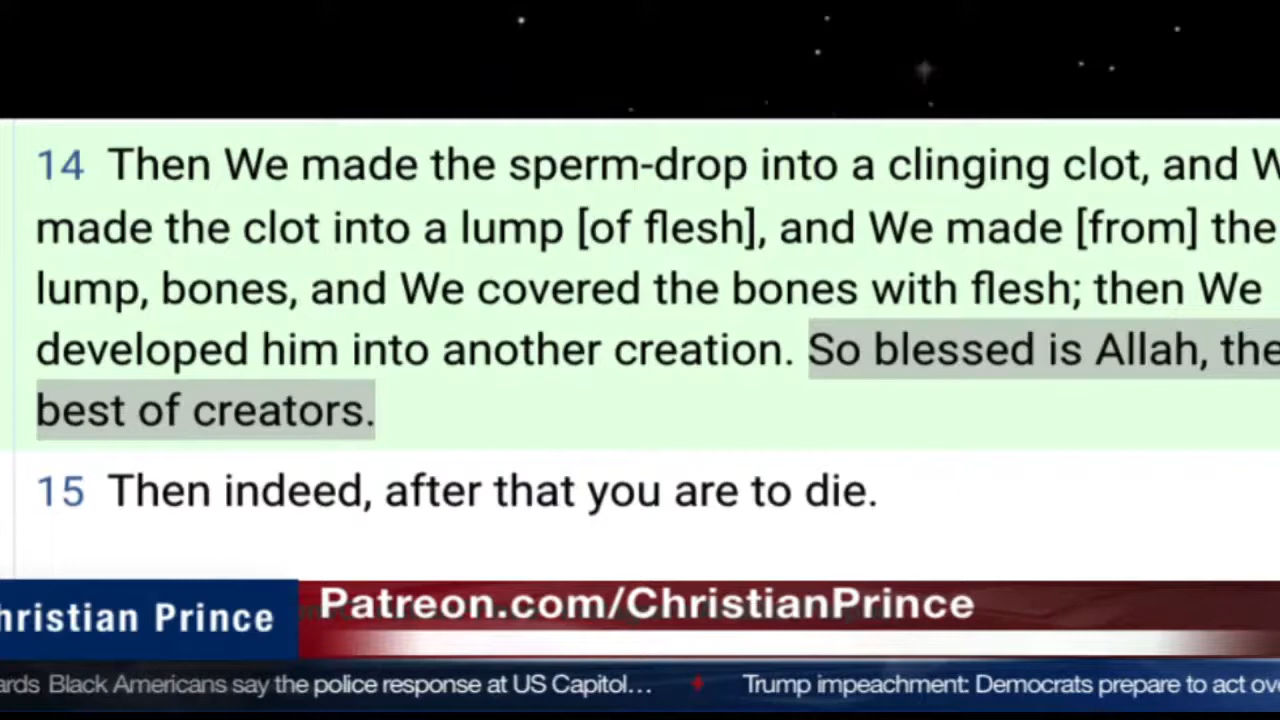 14 Then We made the sperm-drop into a clinging clot, and W
made the clot into a lump [of flesh], and We made [from] the
lump, bones, and We covered the bones with flesh; then We
developed him into another creation. So blessed is Allah, the
best of creators.
15 Then indeed, after that you are to die.
hristian Prince
Patreon.com/ChristianPrince
ards Black Americans say the police response at US Capitol...
Trump impeachment: Democrats prepare to act ov